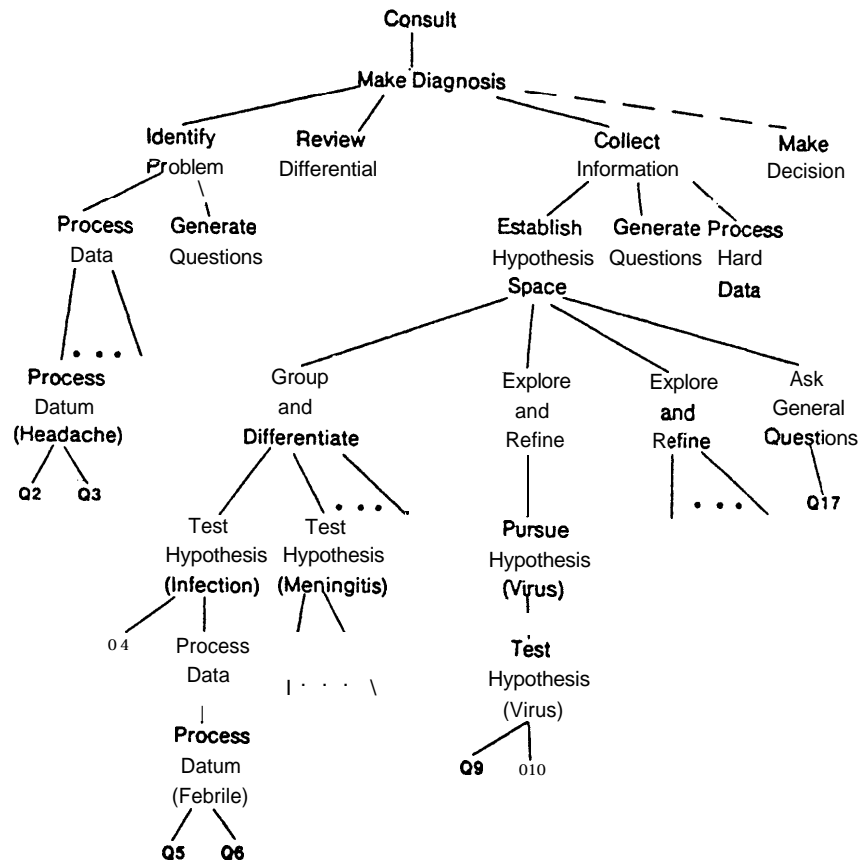 Consult
Make Diagnosis
Identify
Problem
Review
Differential
Collect
Information
Make
Decision
Process
Data
Generate
Questions
Establish
Hypothesis
Space
Generate
Questions
Process
Hard
Data
• • •
Process
Datum
(Headache)
Q2 Q3
Group
and
Differentiate
Explore
and
Refine
Explore
and
Refine
Ask
General
Questions
• • •
• • •
Q17
Test
Hypothesis
(Infection)
Test
Hypothesis
(Meningitis)
Pursue
Hypothesis
(Virus)
04
Process
Data
Test
Hypothesis
(Virus)
Process
Datum
(Febrile)
Q9 010
Q5 Q6